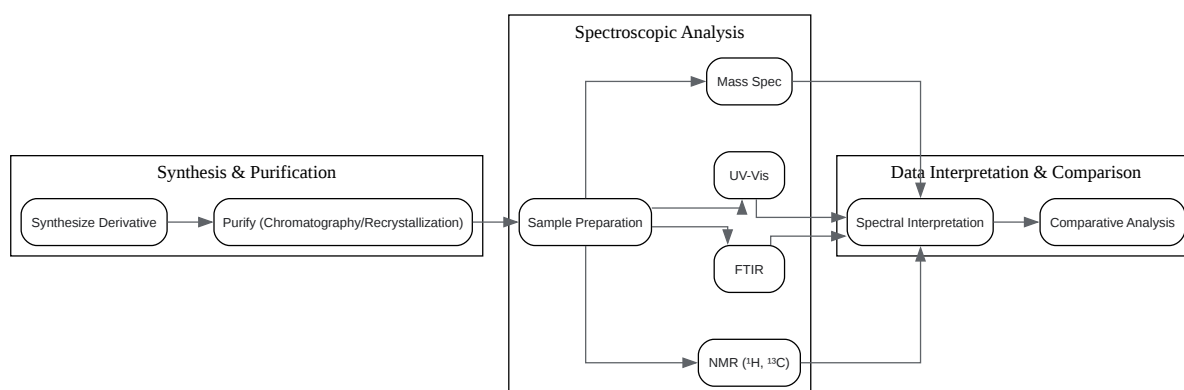 Spectroscopic Analysis
Mass Spec
Synthesis & Purification
UV-Vis
Data Interpretation & Comparison
Synthesize Derivative
Purify (Chromatography/Recrystallization)
Sample Preparation
Spectral Interpretation
Comparative Analysis
FTIR
NMR (¹H, ¹³C)